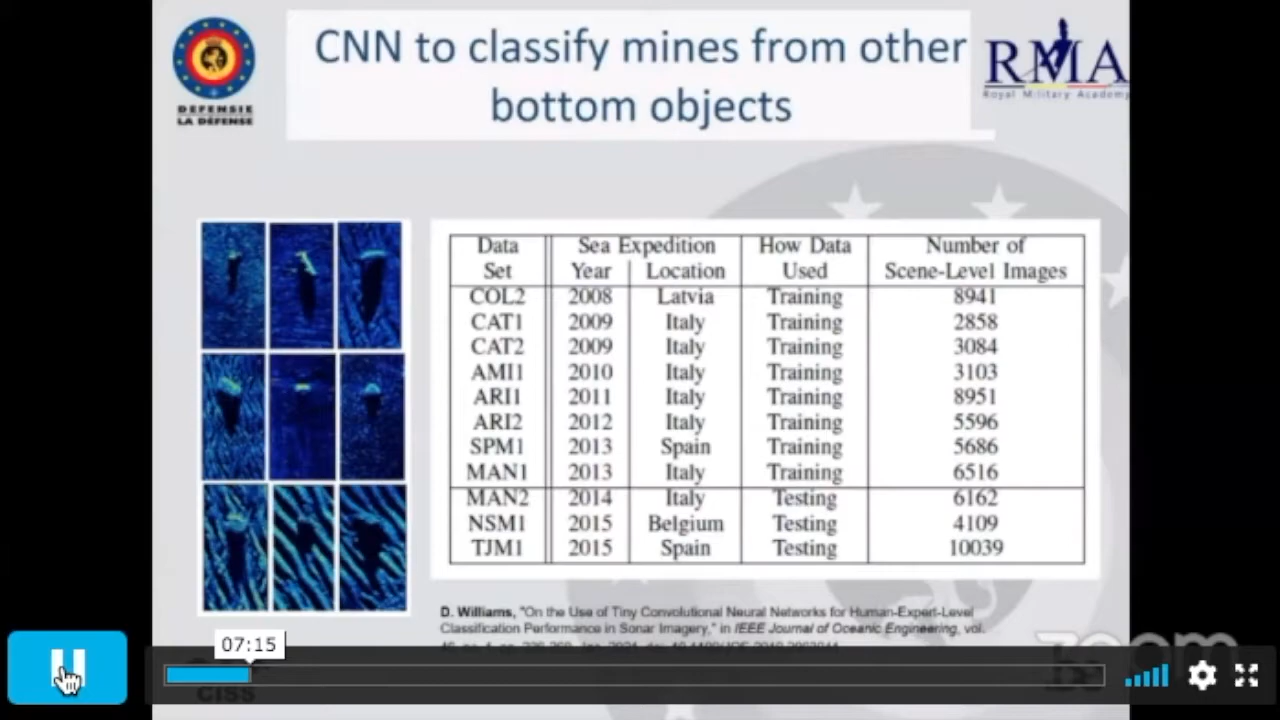 CNN to classify mines from other
bottom objects
DEFENSIE
LA DÉFENSE
RMA
Royal Military Academy
Data Set | Sea Expedition Year | Location | How Data Used | Number of Scene-Level Images
COL2 2008 Latvia Training 8941
CAT1 2009 Italy Training 2858
CAT2 2009 Italy Training 3084
AMI1 2010 Italy Training 3103
ARI1 2011 Italy Training 8951
ARI2 2012 Italy Training 5596
SPM1 2013 Spain Training 5686
MAN1 2013 Italy Training 6516
MAN2 2014 Italy Testing 6162
NSM1 2015 Belgium Testing 4109
TJM1 2015 Spain Testing 10039
D. Williams, "On the Use of Tiny Convolutional Neural Networks for Human-Expert-Level
Classification Performance in Sonar Imagery," in IEEE Journal of Oceanic Engineering, vol.
07:15
zoom
CISS